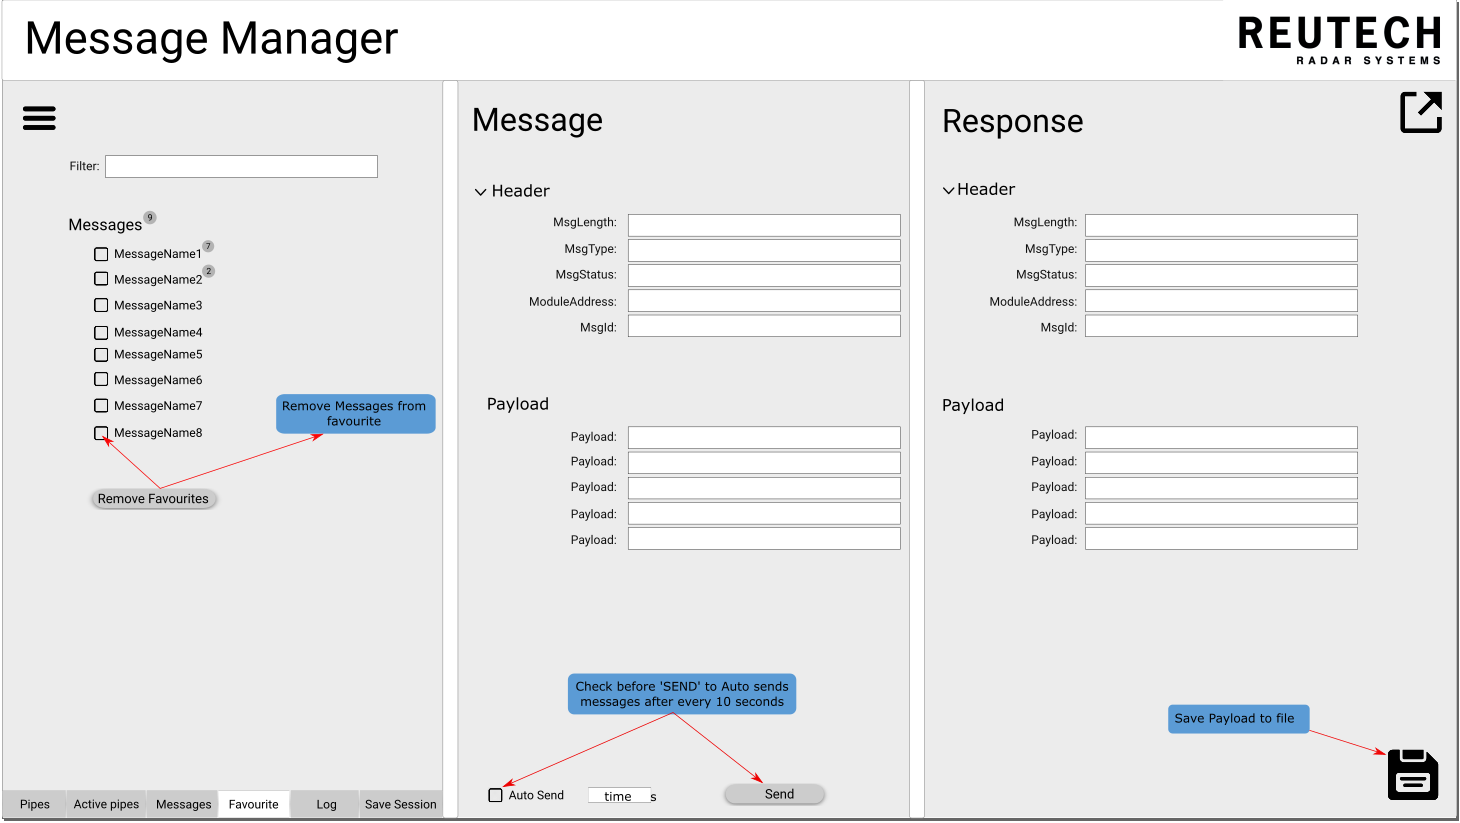 Message Manager
REUTECH
RADAR SYSTEMS
Filter:
Messages 9
MessageName1 7
MessageName2 2
MessageName3
MessageName4
MessageName5
MessageName6
MessageName7
MessageName8
Remove Messages from
favourite
Remove Favourites
Pipes
Active pipes
Messages
Favourite
Log
Save Session
Message
Header
MsgLength:
MsgType:
MsgStatus:
ModuleAddress:
MsgId:
Payload
Payload:
Payload:
Payload:
Payload:
Payload:
Check before 'SEND' to Auto sends
messages after every 10 seconds
Auto Send
time s
Send
Response
Header
MsgLength:
MsgType:
MsgStatus:
ModuleAddress:
MsgId:
Payload
Payload:
Payload:
Payload:
Payload:
Payload:
Save Payload to file